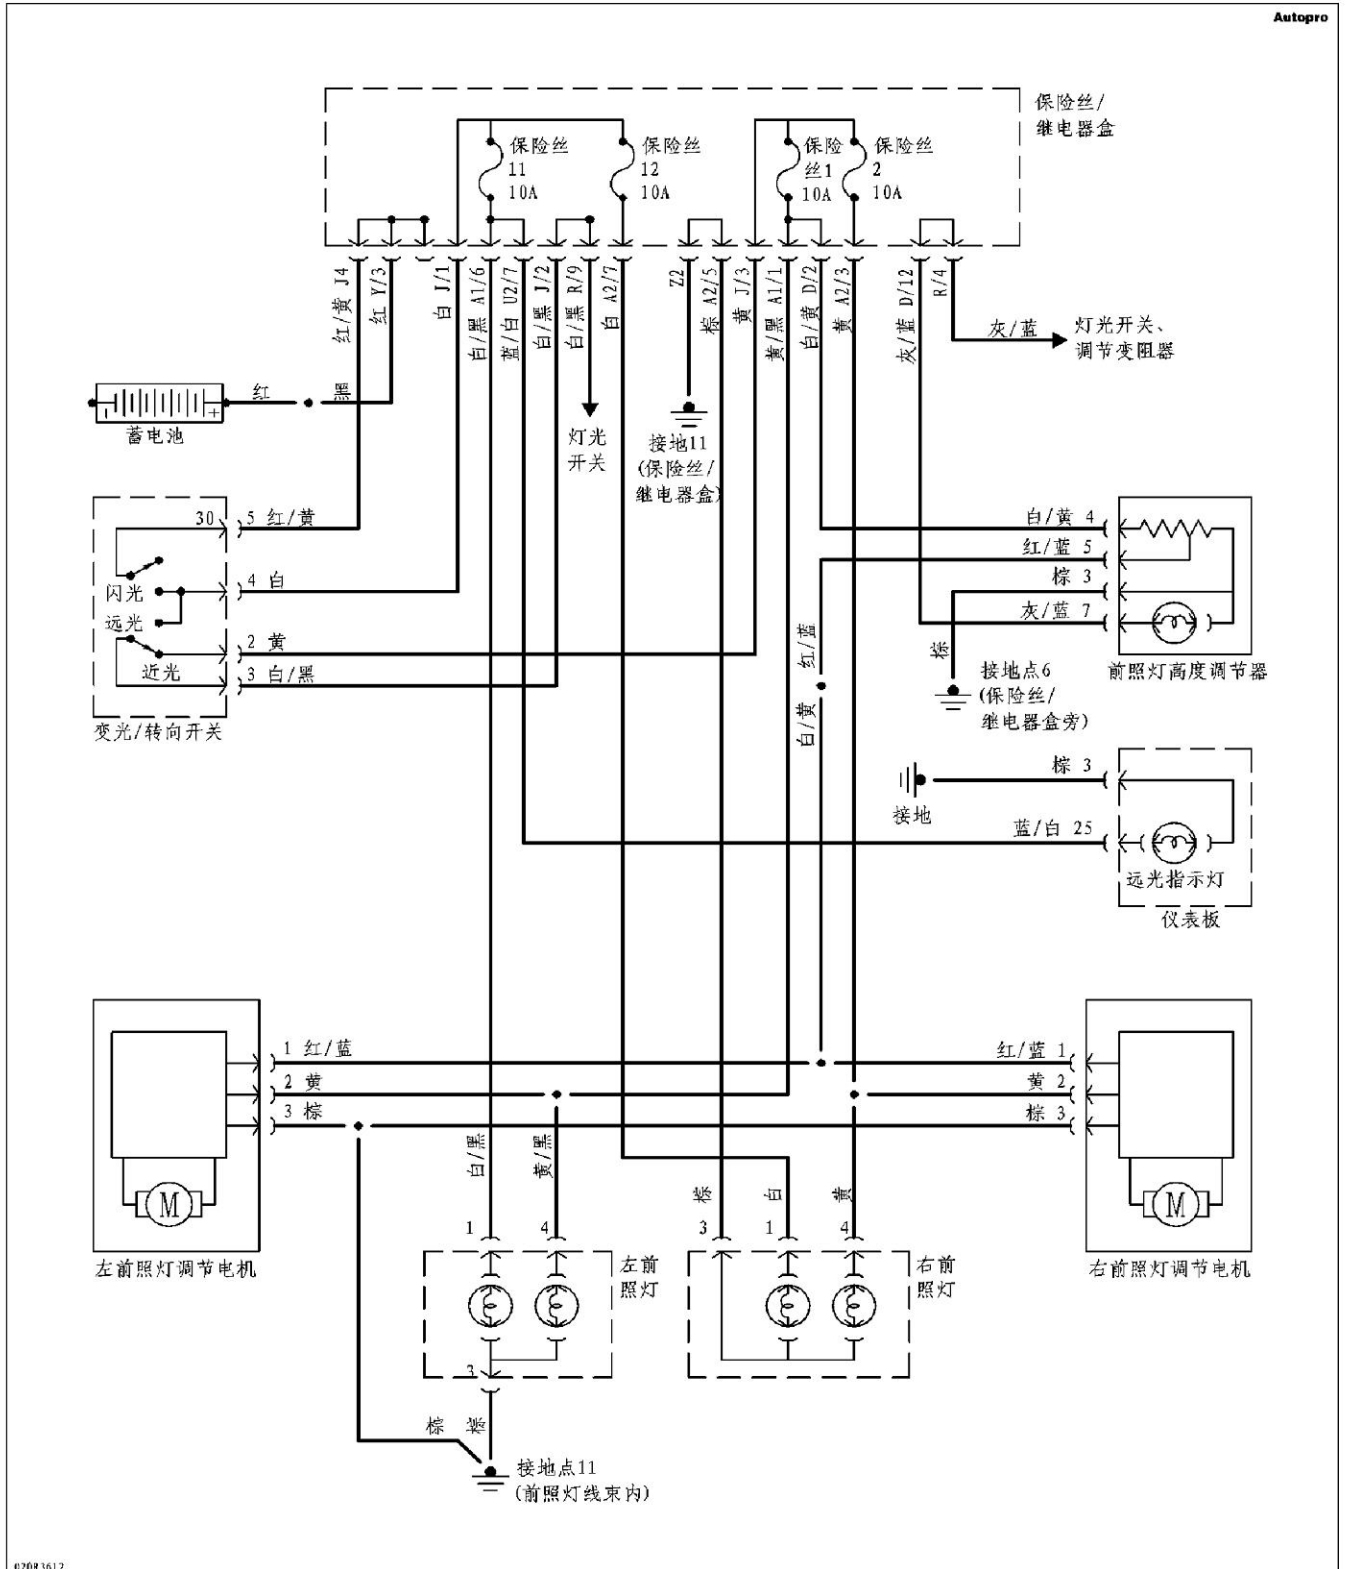 Autopro
保险丝/
继电器盒
保险丝
11
10A
保险丝
12
10A
保险
丝1
10A
保险丝
2
10A
红/黄 J4
红 Y/3
白 J/1
白/黑 A1/6
蓝/白 U2/7
白/黑 J/2
白/黑 R/9
白 A2/7
Z2
棕 A2/5
黄 J/3
黄/黑 A1/1
白/黄 D/2
黄 A2/3
灰/蓝 D/12
R/4
灰/蓝
灯光开关、
调节变阻器
红
黑
蓄电池
灯光
开关
接地11
(保险丝/
继电器盒)
30
5 红/黄
闪光
4 白
远光
2 黄
近光
3 白/黑
变光/转向开关
白/黄 4
红/蓝 5
棕 3
灰/蓝 7
前照灯高度调节器
棕
接地点6
(保险丝/
继电器盒旁)
红/蓝
白/黄
棕 3
接地
蓝/白 25
远光指示灯
仪表板
1 红/蓝
2 黄
3 棕
红/蓝 1
黄 2
棕 3
M
M
左前照灯调节电机
右前照灯调节电机
白/黑
黄/黑
棕
白
黄
1
4
3
1
4
左前
照灯
右前
照灯
3
棕
棕
接地点11
(前照灯线束内)
020R3612